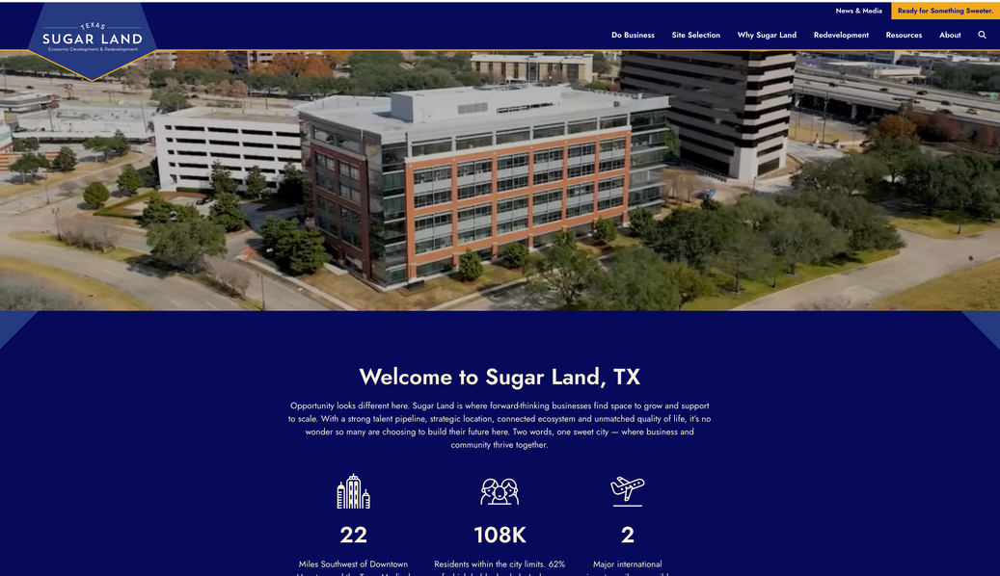 News & Media
Ready for Something Sweeter.
TEXAS
SUGAR LAND
Economic Development & Redevelopment
Do Business
Site Selection
Why Sugar Land
Redevelopment
Resources
About
Welcome to Sugar Land, TX
Opportunity looks different here. Sugar Land is where forward-thinking businesses find space to grow and support
to scale. With a strong talent pipeline, strategic location, connected ecosystem and unmatched quality of life, it's no
wonder so many are choosing to build their future here. Two words, one sweet city — where business and
community thrive together.
22
Miles Southwest of Downtown
108K
Residents within the city limits. 62%
2
Major international